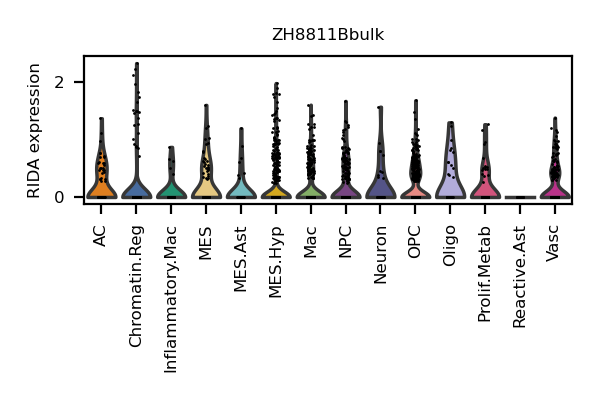 ZH8811Bbulk
RIDA expression
2
0
AC
Chromatin.Reg
Inflammatory.Mac
MES
MES.Ast
MES.Hyp
Mac
NPC
Neuron
OPC
Oligo
Prolif.Metab
Reactive.Ast
Vasc